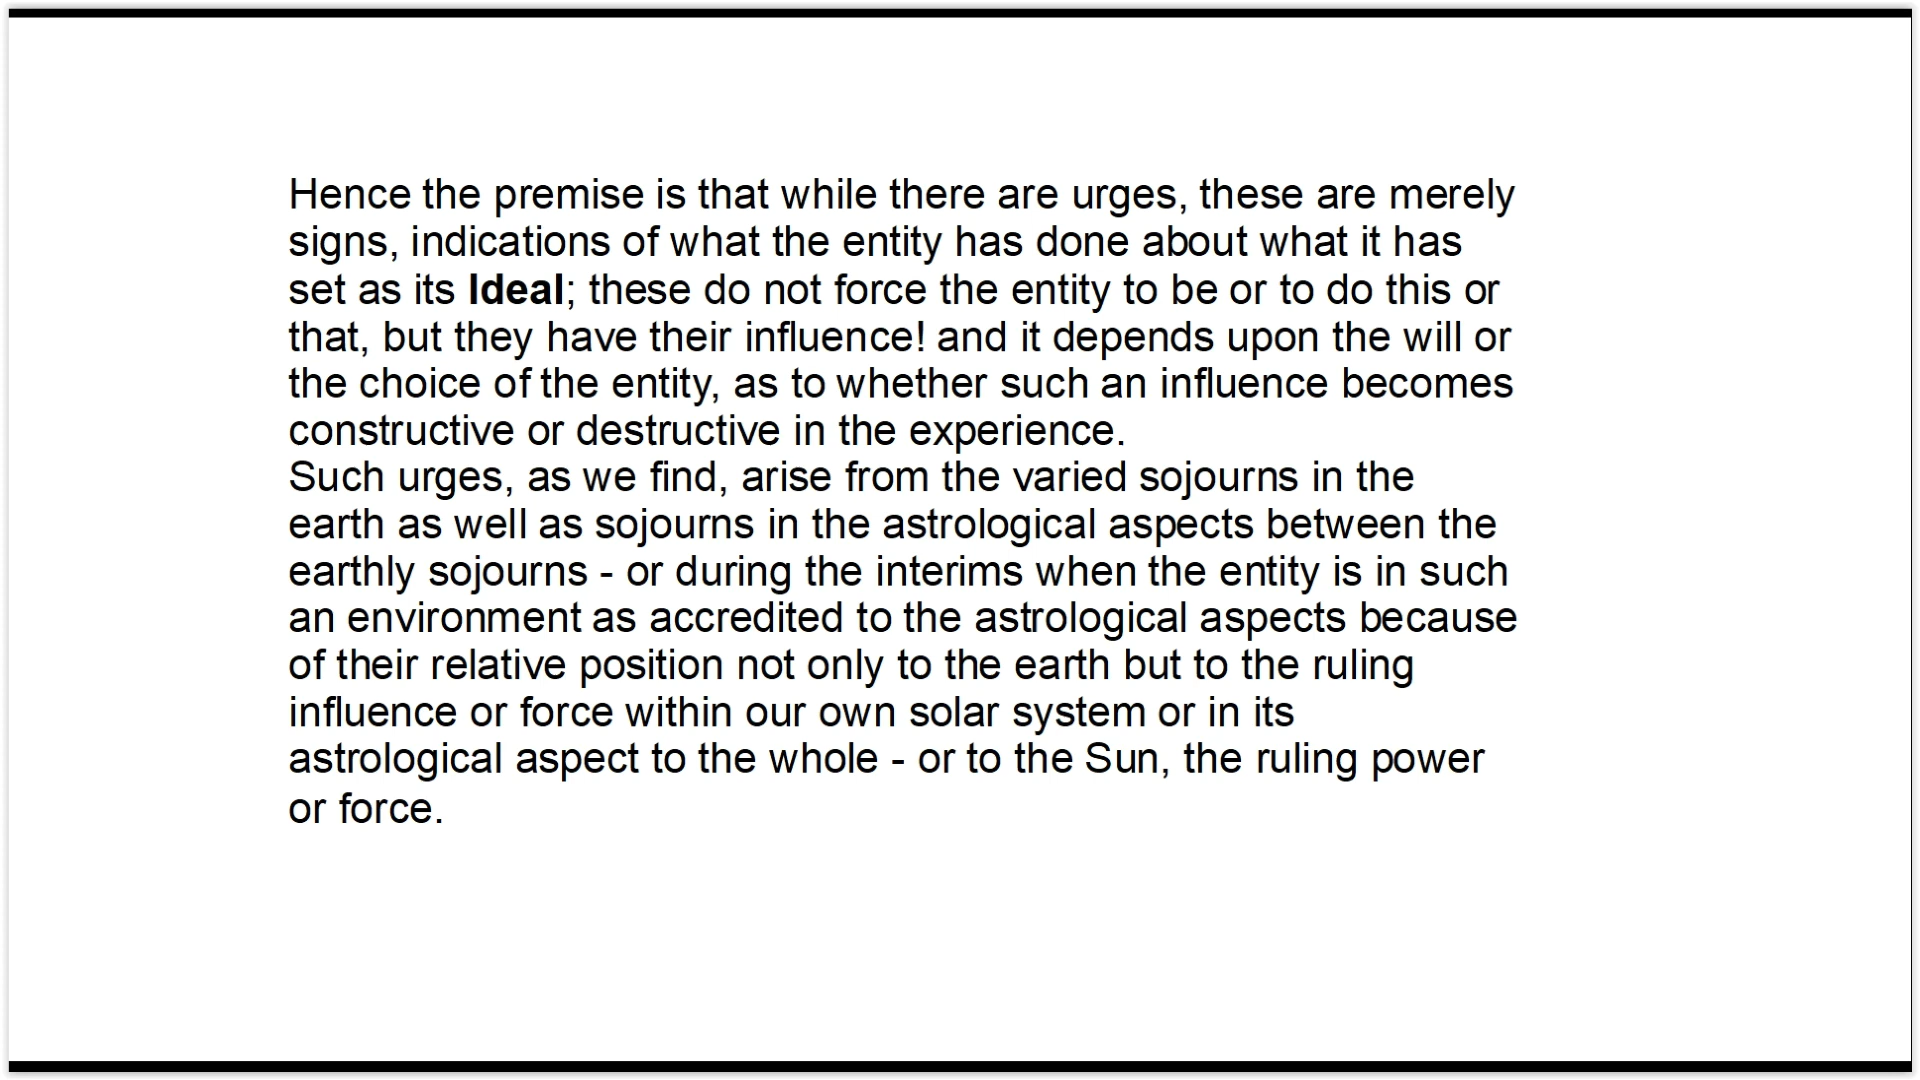 Hence the premise is that while there are urges, these are merely
signs, indications of what the entity has done about what it has
set as its Ideal; these do not force the entity to be or to do this or
that, but they have their influence! and it depends upon the will or
the choice of the entity, as to whether such an influence becomes
constructive or destructive in the experience.
Such urges, as we find, arise from the varied sojourns in the
earth as well as sojourns in the astrological aspects between the
earthly sojourns - or during the interims when the entity is in such
an environment as accredited to the astrological aspects because
of their relative position not only to the earth but to the ruling
influence or force within our own solar system or in its
astrological aspect to the whole - or to the Sun, the ruling power
or force.